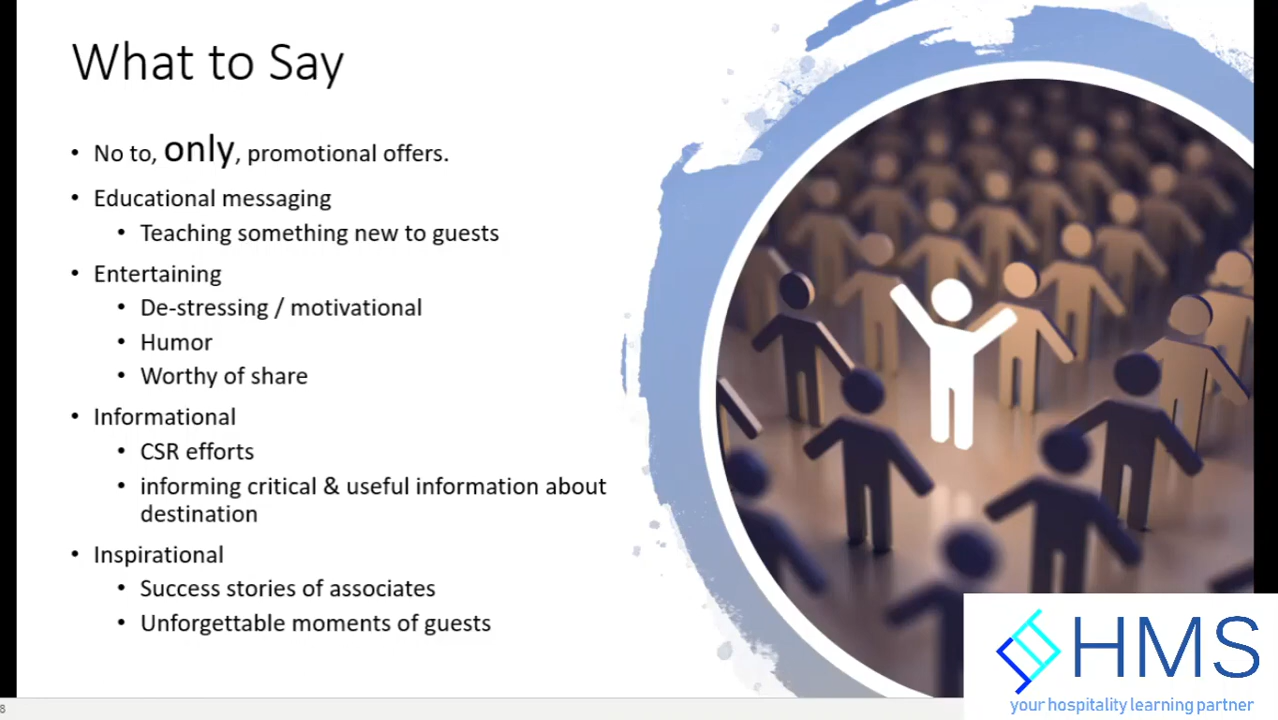 What to Say
• No to, only, promotional offers.
• Educational messaging
• Teaching something new to guests
• Entertaining
• De-stressing / motivational
• Humor
• Worthy of share
• Informational
• CSR efforts
• informing critical & useful information about
destination
• Inspirational
• Success stories of associates
• Unforgettable moments of guests
HMS
your hospitality learning partner
8